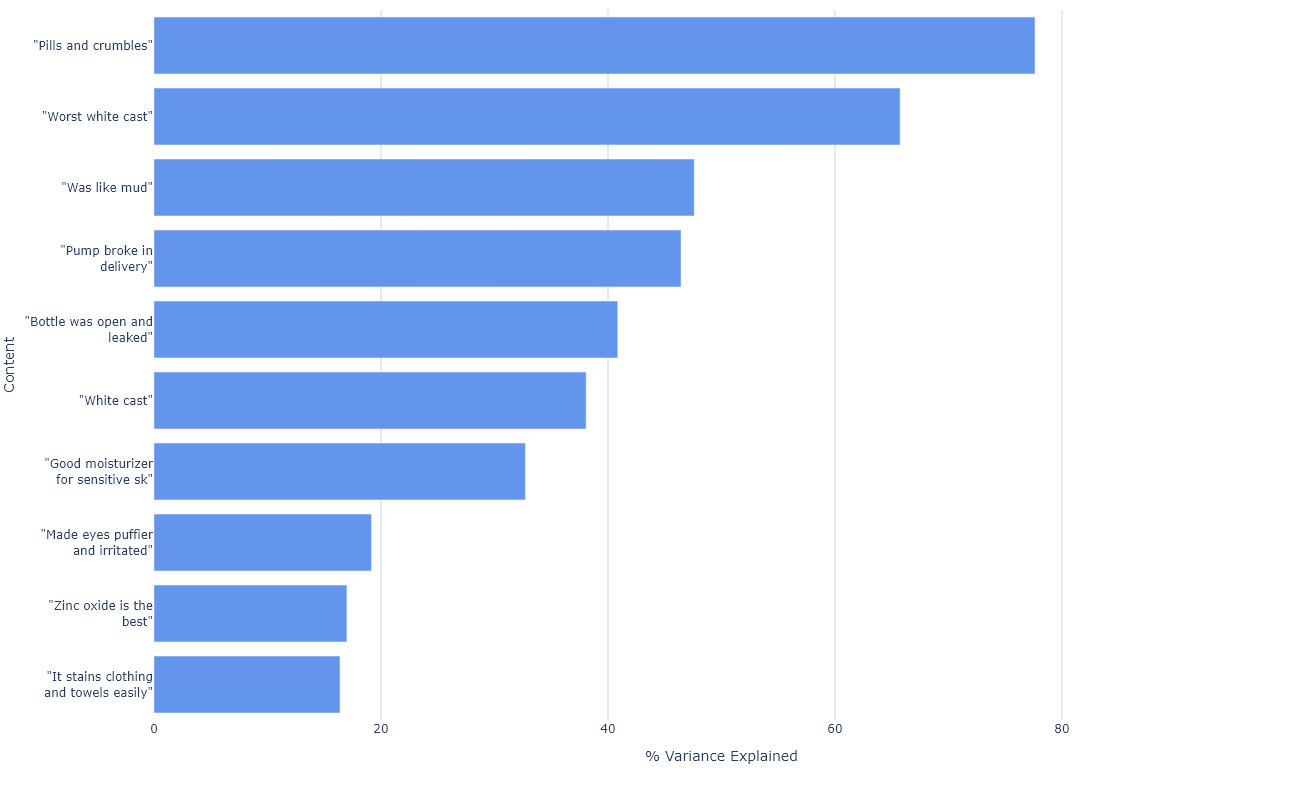 "Pills and crumbles"
"Worst white cast"
"Was like mud"
"Pump broke in
delivery"
"Bottle was open and
leaked"
"White cast"
"Good moisturizer
for sensitive sk"
"Made eyes puffier
and irritated"
"Zinc oxide is the
best"
"It stains clothing
and towels easily"
Content
0 20 40 60 80
% Variance Explained